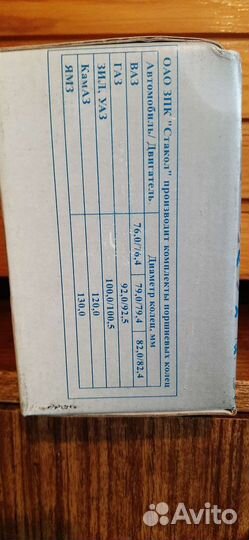 ОАО ЗПК "Стакол" производит комплекты поршневых колец
Автомобиль/ Двигатель Диаметр колец, мм
ВАЗ 76,0/76,4 79,0/79,4 82,0/82,4
ГАЗ 92,0/92,5
ЗИЛ, УАЗ 100,0/100,5
КамАЗ 120,0
ЯМЗ 130,0
Avito